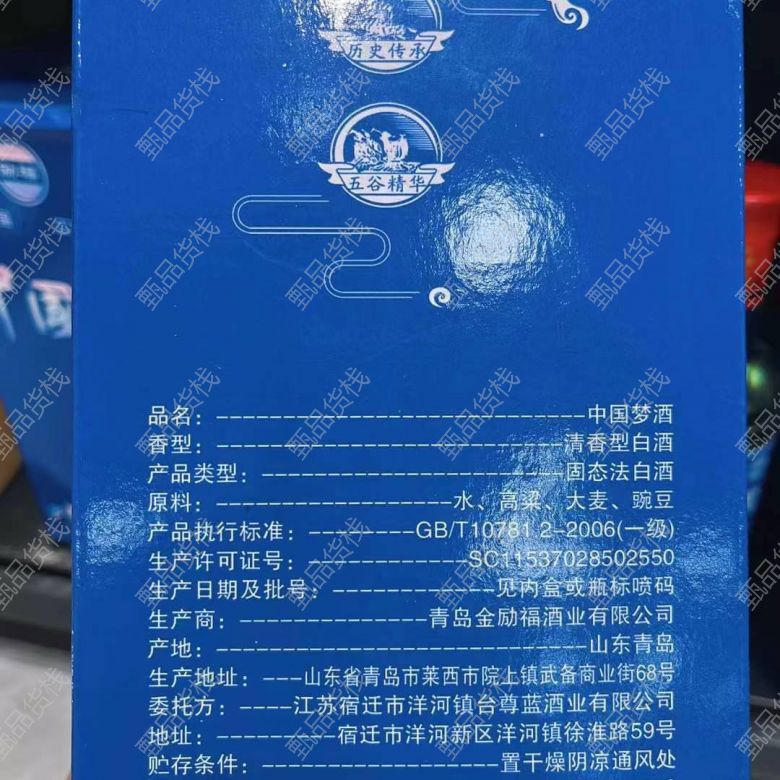 历史传承
五谷精华
品名：------中国梦酒
香型：------清香型白酒
产品类型：------固态法白酒
原料：------水、高粱、大麦、豌豆
产品执行标准：------GB/T10781.2-2006(一级)
生产许可证号：------SC11537028502550
生产日期及批号：------见内盒或瓶标喷码
生产商：------青岛金励福酒业有限公司
产地：------山东青岛
生产地址：------山东省青岛市莱西市院上镇武备商业街68号
委托方：------江苏宿迁市洋河镇台尊蓝酒业有限公司
地址：------宿迁市洋河新区洋河镇徐淮路59号
贮存条件：------置干燥阴凉通风处
国
甄品货栈